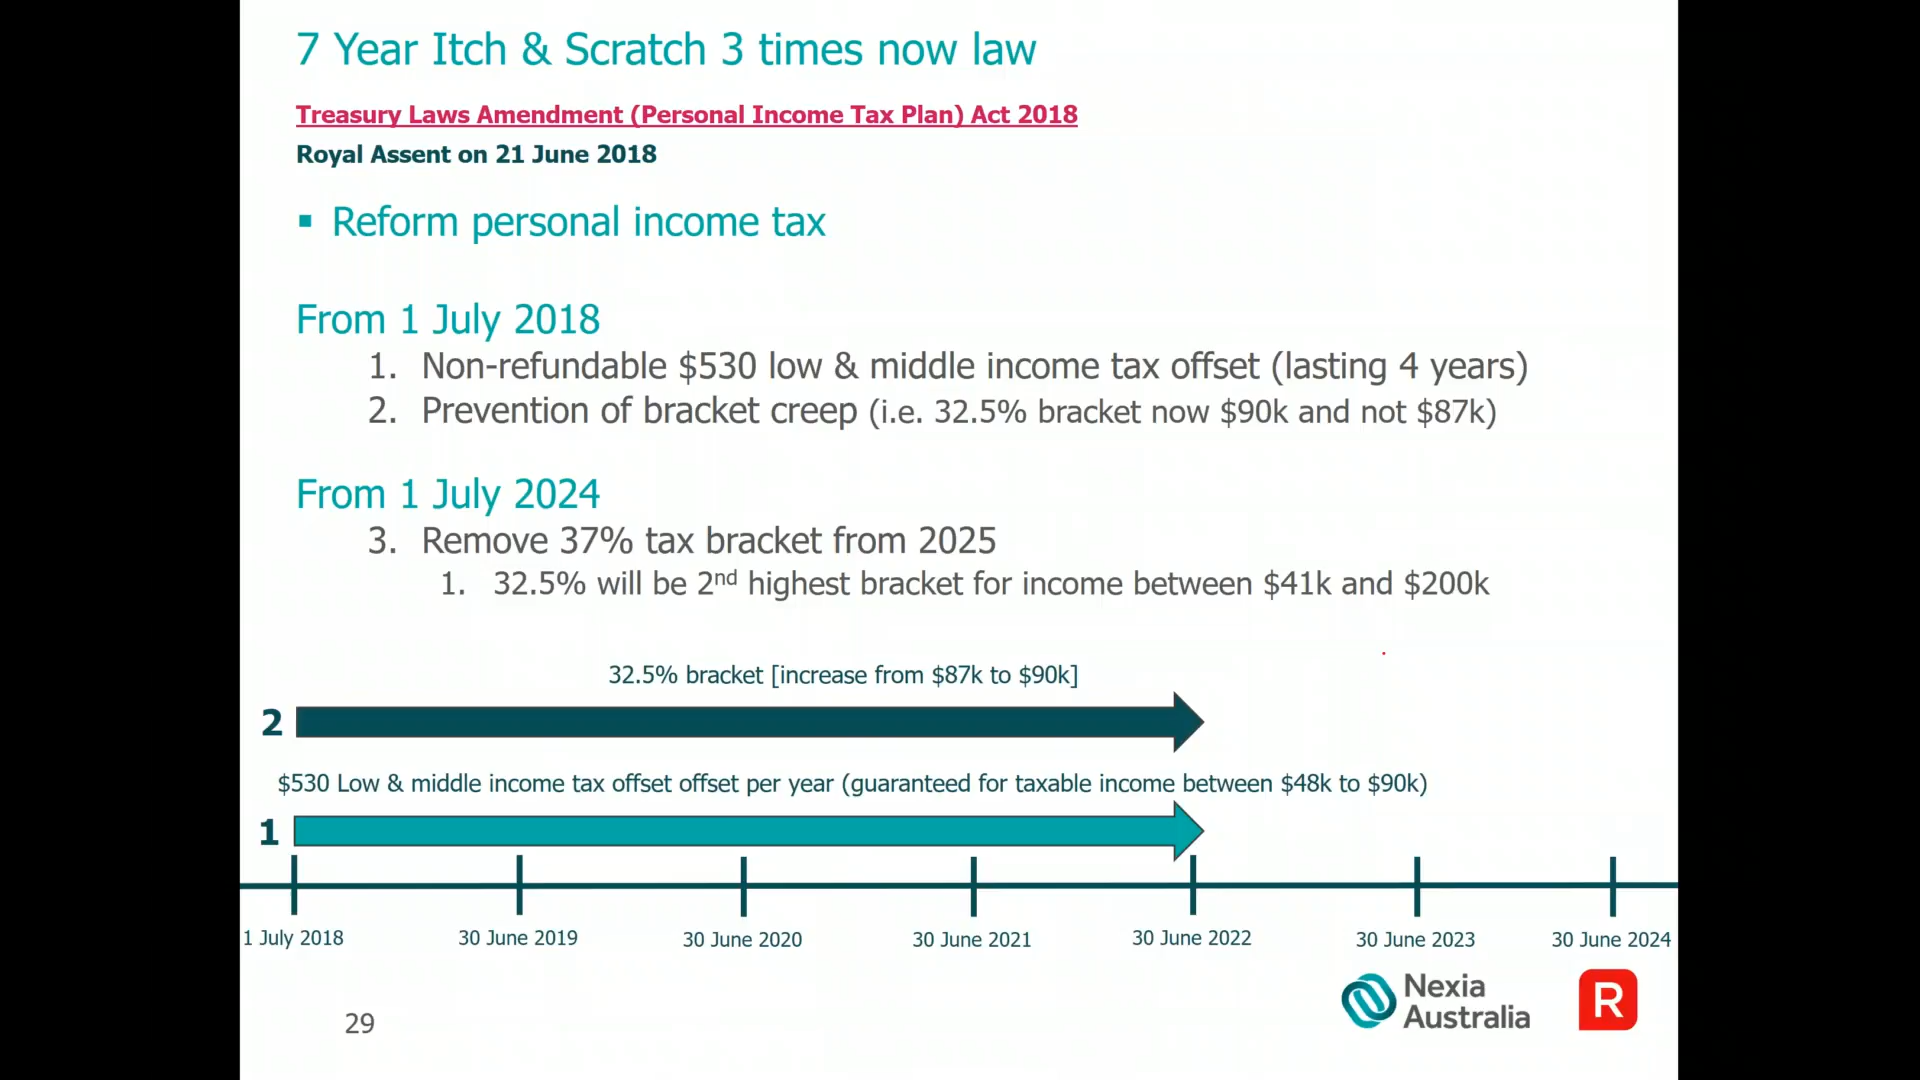 7 Year Itch & Scratch 3 times now law
Treasury Laws Amendment (Personal Income Tax Plan) Act 2018
Royal Assent on 21 June 2018
▪ Reform personal income tax
From 1 July 2018
1. Non-refundable $530 low & middle income tax offset (lasting 4 years)
2. Prevention of bracket creep (i.e. 32.5% bracket now $90k and not $87k)
From 1 July 2024
3. Remove 37% tax bracket from 2025
1. 32.5% will be 2nd highest bracket for income between $41k and $200k
32.5% bracket [increase from $87k to $90k]
2
$530 Low & middle income tax offset offset per year (guaranteed for taxable income between $48k to $90k)
1
1 July 2018 30 June 2019 30 June 2020 30 June 2021 30 June 2022 30 June 2023 30 June 2024
Nexia
Australia
R
29